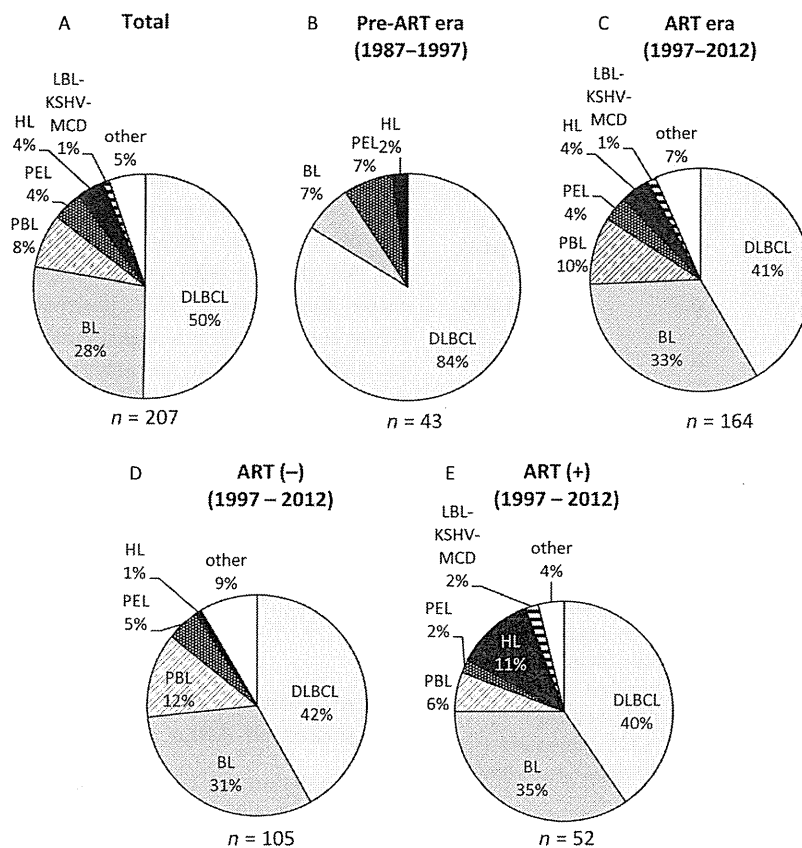 A Total
LBL-
KSHV-
MCD
HL
4%
1%
other
5%
PEL
4%
PBL
8%
DLBCL
50%
BL
28%
n = 207
B Pre-ART era
(1987–1997)
HL
2%
PEL
7%
BL
7%
DLBCL
84%
n = 43
C ART era
(1997–2012)
LBL-
KSHV-
MCD
1%
other
7%
HL
4%
PEL
4%
PBL
10%
DLBCL
41%
BL
33%
n = 164
D ART (–)
(1997 – 2012)
HL
1%
other
9%
PEL
5%
PBL
12%
DLBCL
42%
BL
31%
n = 105
E ART (+)
(1997 – 2012)
LBL-
KSHV-
MCD
2%
other
4%
PEL
2%
HL
11%
PBL
6%
DLBCL
40%
BL
35%
n = 52